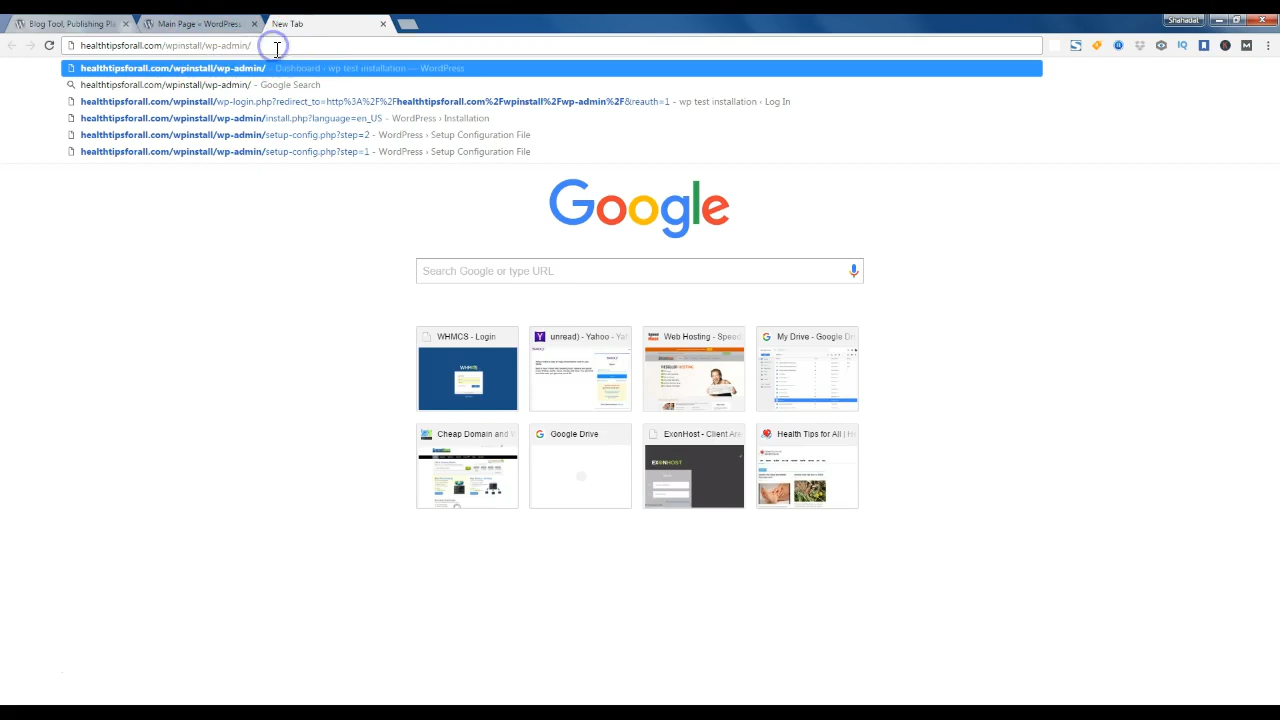 Blog Tool, Publishing Pla
Main Page « WordPress
New Tab
Shahadat
healthtipsforall.com/wpinstall/wp-admin/
healthtipsforall.com/wpinstall/wp-admin/ - Dashboard ‹ wp test installation — WordPress
healthtipsforall.com/wpinstall/wp-admin/ - Google Search
healthtipsforall.com/wpinstall/wp-login.php?redirect_to=http%3A%2F%2Fhealthtipsforall.com%2Fwpinstall%2Fwp-admin%2F&reauth=1 - wp test installation › Log In
healthtipsforall.com/wpinstall/wp-admin/install.php?language=en_US - WordPress › Installation
healthtipsforall.com/wpinstall/wp-admin/setup-config.php?step=2 - WordPress › Setup Configuration File
healthtipsforall.com/wpinstall/wp-admin/setup-config.php?step=1 - WordPress › Setup Configuration File
Google
Search Google or type URL
WHMCS - Login
unread) - Yahoo - Ya
Web Hosting - Speed
My Drive - Google Dr
Cheap Domain and W
Google Drive
ExonHost - Client Are
Health Tips for All | He
EXONHOST